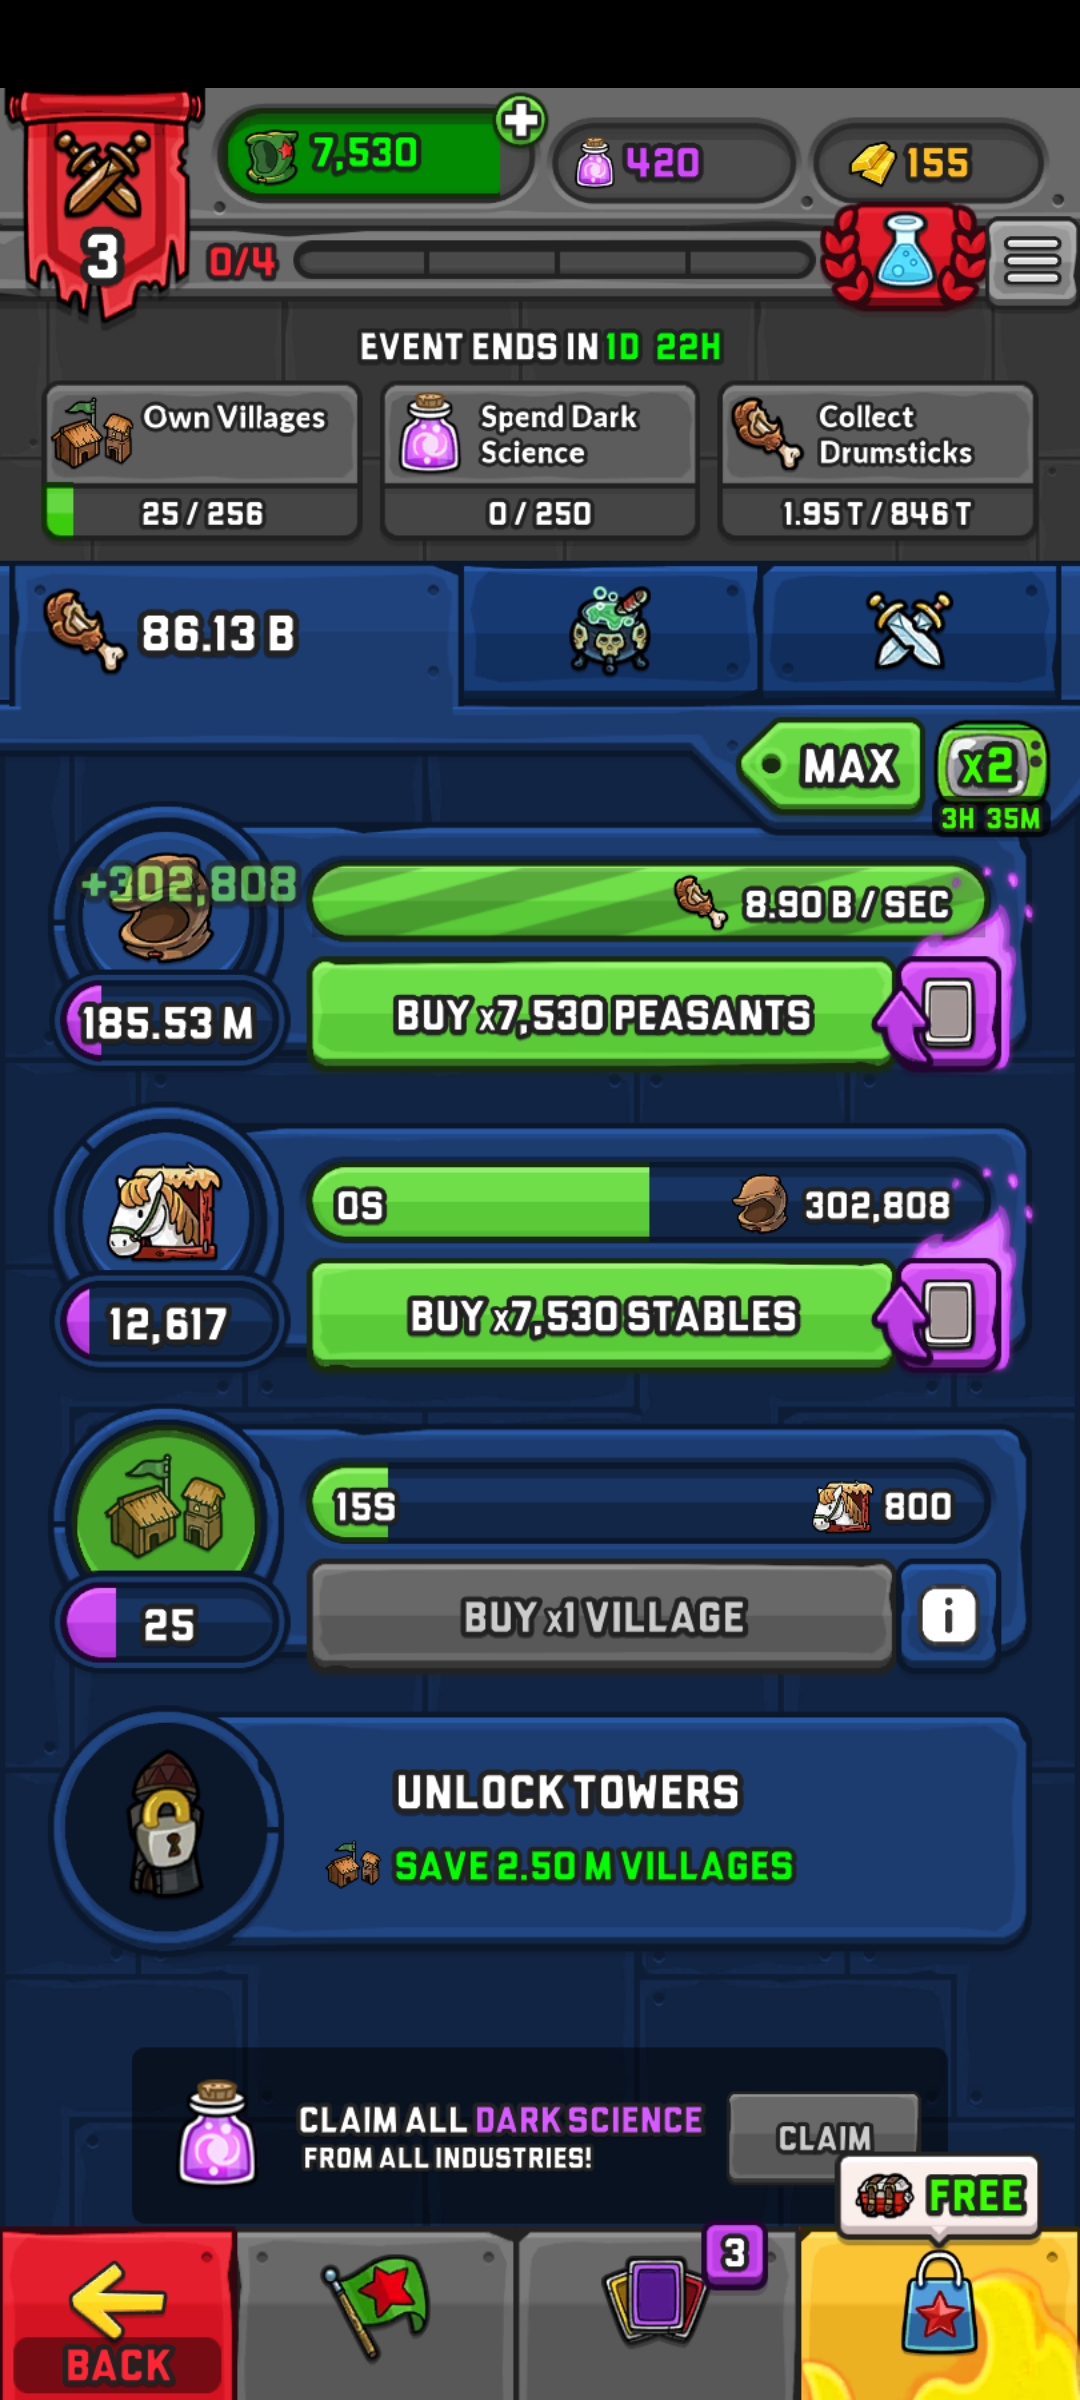 7,530
420
155
3
0/4
EVENT ENDS IN 1D 22H
Own Villages
25 / 256
Spend Dark
Science
0 / 250
Collect
Drumsticks
1.95 T / 846 T
86.13 B
MAX
x2
3H 35M
+302,808
8.90 B / SEC
185.53 M
BUY x7,530 PEASANTS
0S
302,808
12,617
BUY x7,530 STABLES
15S
800
25
BUY x1 VILLAGE
i
UNLOCK TOWERS
SAVE 2.50 M VILLAGES
CLAIM ALL DARK SCIENCE
FROM ALL INDUSTRIES!
CLAIM
FREE
3
BACK